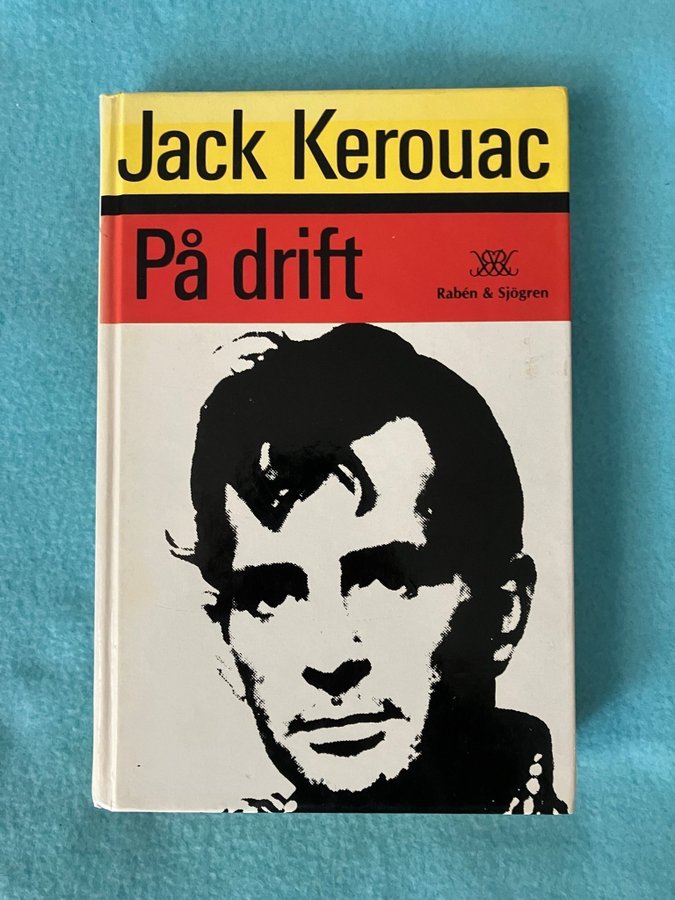 Jack Kerouac
På drift
Rabén & Sjögren